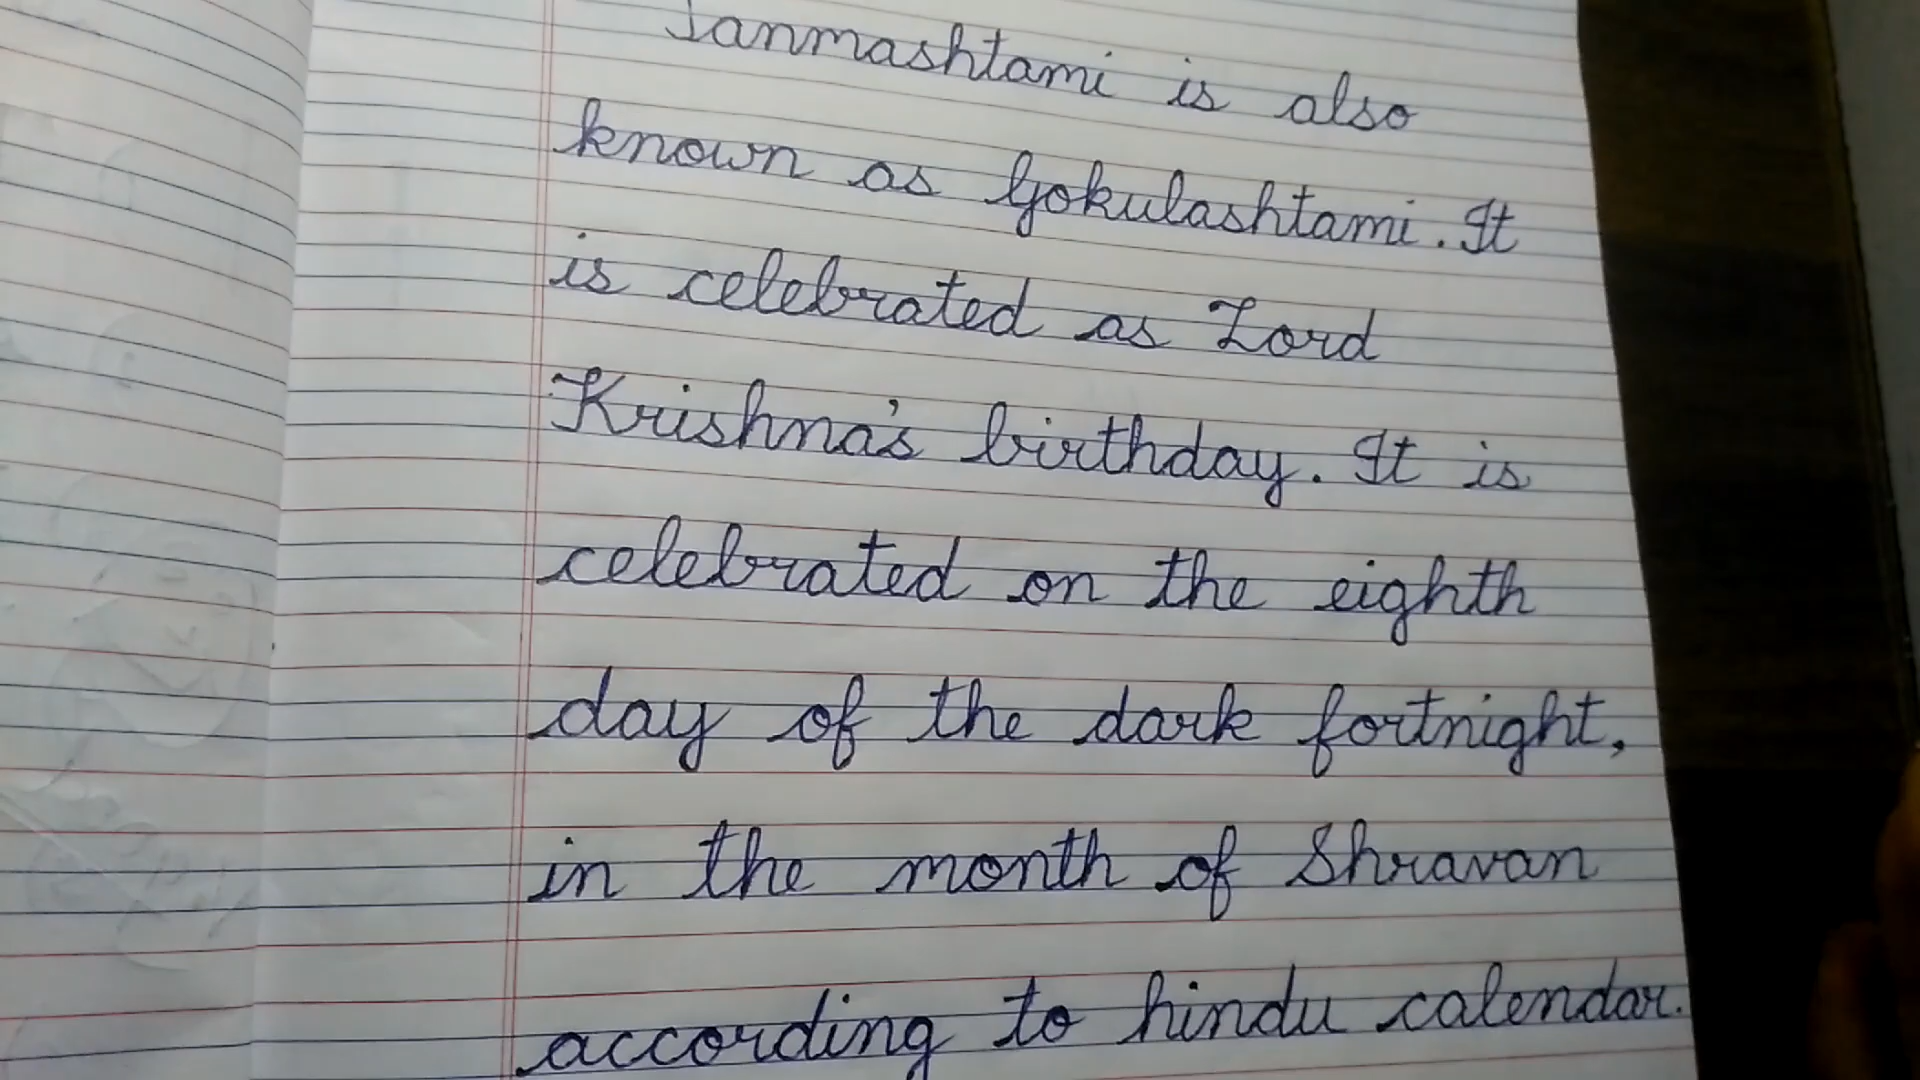 Janmashtami is also
known as Gokulashtami. It
is celebrated as Lord
Krishna's birthday. It is
celebrated on the eighth
day of the dark fortnight,
in the month of Shravan
according to hindu calendar.